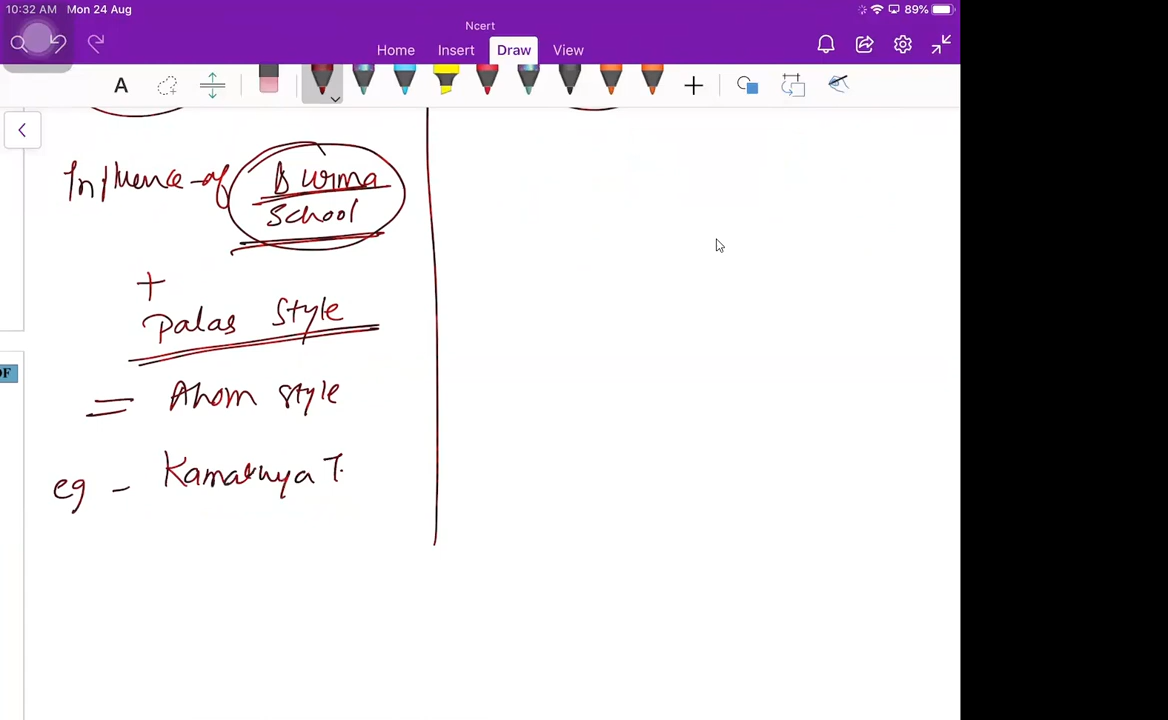 10:32 AM Mon 24 Aug
89%
Ncert
Home Insert Draw View
A
Influence of Burma
School
+
Palas Style
= Ahom style
eg - Kamakhya T.